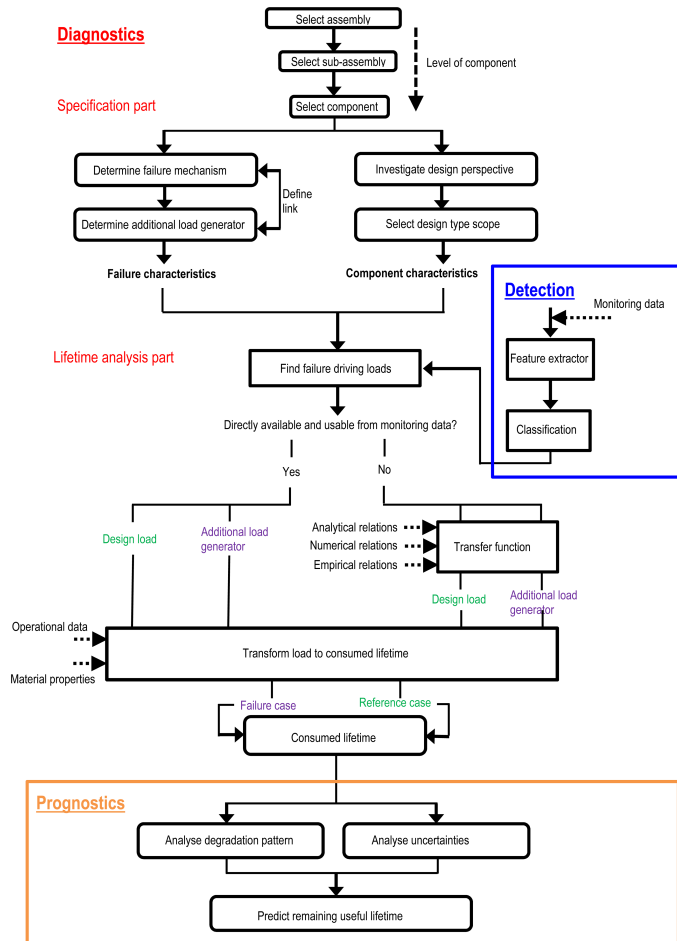 Select assembly
Diagnostics
Select sub-assembly
Level of component
Specification part
Select component
Determine failure mechanism
Investigate design perspective
Define
link
Determine additional load generator
Select design type scope
Failure characteristics
Component characteristics
Detection
Monitoring data
Lifetime analysis part
Feature extractor
Find failure driving loads
Classification
Directly available and usable from monitoring data?
Yes
No
Design load
Additional load
generator
Analytical relations
Numerical relations
Empirical relations
Transfer function
Design load
Additional load
generator
Operational data
Transform load to consumed lifetime
Material properties
Failure case
Reference case
Consumed lifetime
Prognostics
Analyse degradation pattern
Analyse uncertainties
Predict remaining useful lifetime